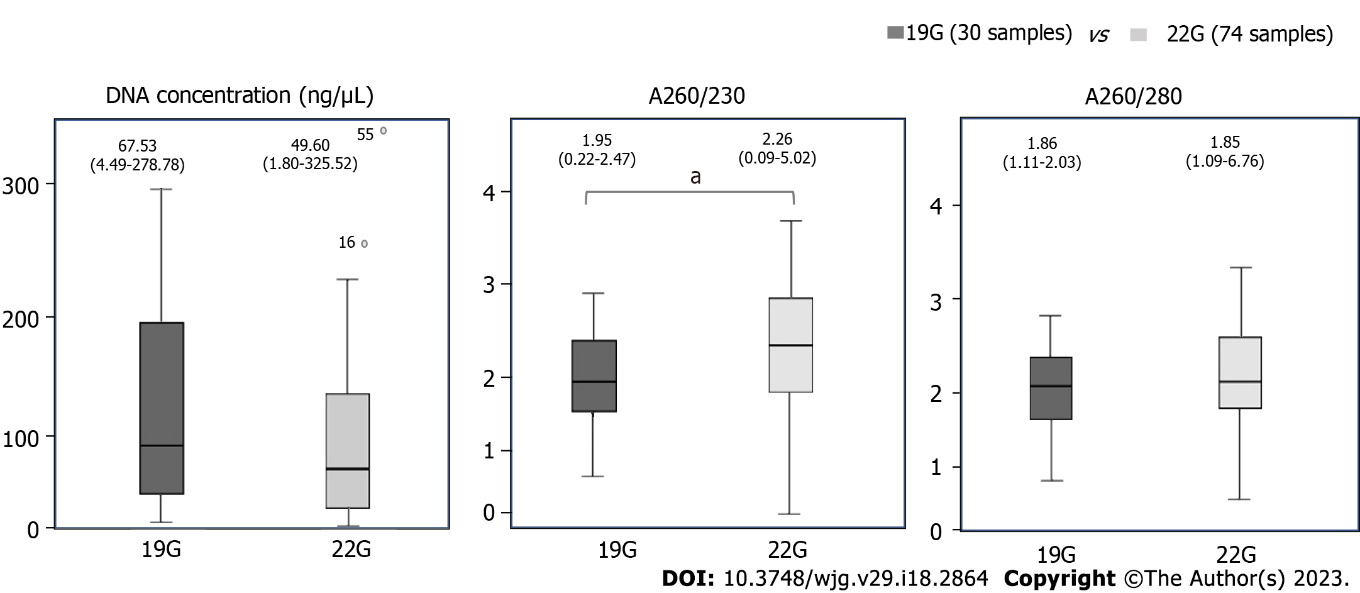 19G (30 samples) vs 22G (74 samples)
DNA concentration (ng/µL)
67.53
(4.49-278.78)
49.60
(1.80-325.52)
55
16
300
200
100
0
19G
22G
A260/230
1.95
(0.22-2.47)
2.26
(0.09-5.02)
a
4
3
2
1
0
19G
22G
A260/280
1.86
(1.11-2.03)
1.85
(1.09-6.76)
4
3
2
1
0
19G
22G
DOI: 10.3748/wjg.v29.i18.2864 Copyright ©The Author(s) 2023.